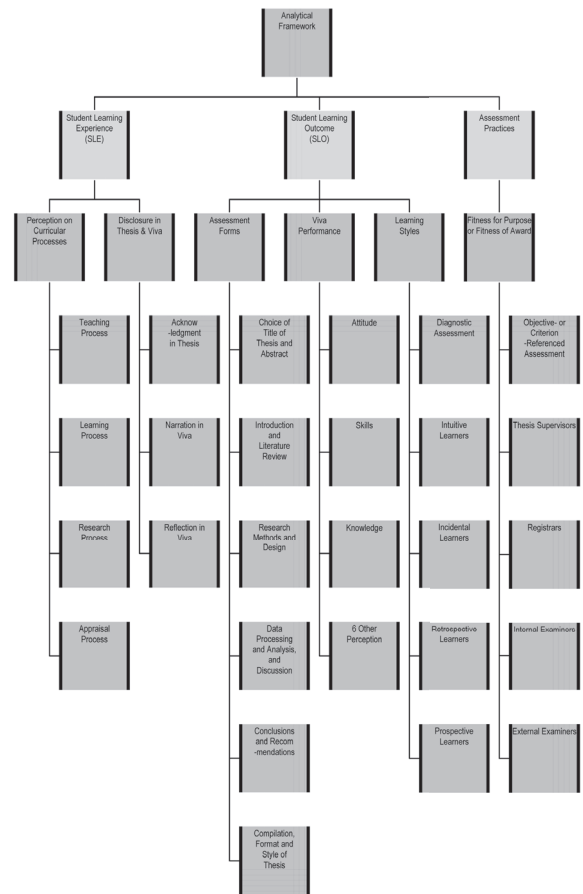 Analytical
Framework
Student Learning
Experience
(SLE)
Student Learning
Outcome
(SLO)
Assessment
Practices
Perception on
Curricular
Processes
Disclosure in
Thesis & Viva
Assessment
Forms
Viva
Performance
Learning
Styles
Fitness for Purpose
or Fitness of Award
Teaching
Process
Acknow
-ledgment
in Thesis
Choice of
Title of
Thesis and
Abstract
Attitude
Diagnostic
Assessment
Objective- or
Criterion
-Referenced
Assessment
Learning
Process
Narration in
Viva
Introduction
and
Literature
Review
Skills
Intuitive
Learners
Thesis Supervisors
Research
Process
Reflection in
Viva
Research
Methods and
Design
Knowledge
Incidental
Learners
Registrars
Appraisal
Process
Data
Processing
and Analysis,
and
Discussion
6 Other
Perception
Retrospective
Learners
Internal Examiners
Conclusions
and Recom
-mendations
Prospective
Learners
External Examiners
Compilation,
Format and
Style of
Thesis